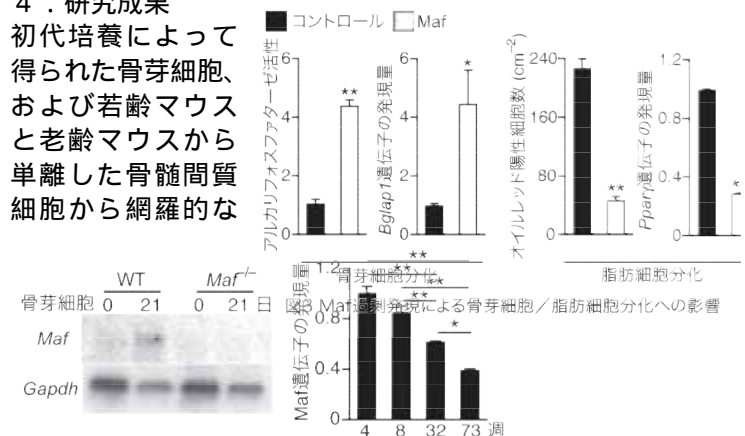 4．研究成果
初代培養によって
得られた骨芽細胞、
および若齢マウス
と老齢マウスから
単離した骨髄間質
細胞から網羅的な
コントロール Maf
アルカリフォスファターゼ活性
6
4
2
0
**
Bglap1遺伝子の発現量
6
4
2
0
*
骨芽細胞分化
オイルレッド陽性細胞数 (cm⁻²)
240
160
80
0
**
Pparγ遺伝子の発現量
1.2
0.8
0.4
0
*
脂肪細胞分化
図3 Maf過剰発現による骨芽細胞／脂肪細胞分化への影響
WT Maf⁻/⁻
骨芽細胞 0 21 0 21 日
Maf
Gapdh
Maf遺伝子の発現量
1.2
0.8
0.4
0
**
**
**
**
*
4 8 32 73 週